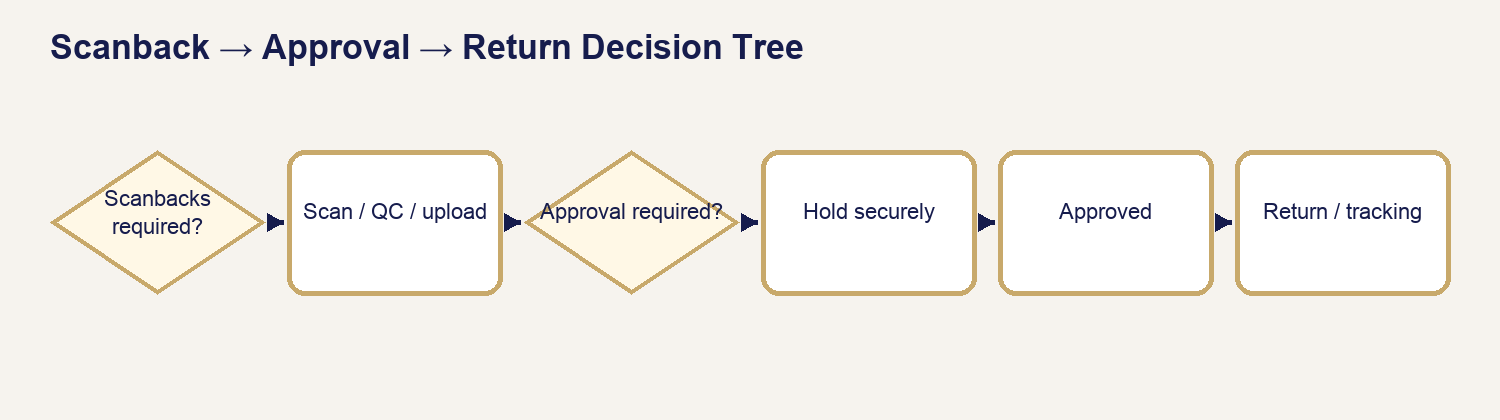 Scanback → Approval → Return Decision Tree
Scanbacks
required?
Scan / QC / upload
Approval required?
Hold securely
Approved
Return / tracking